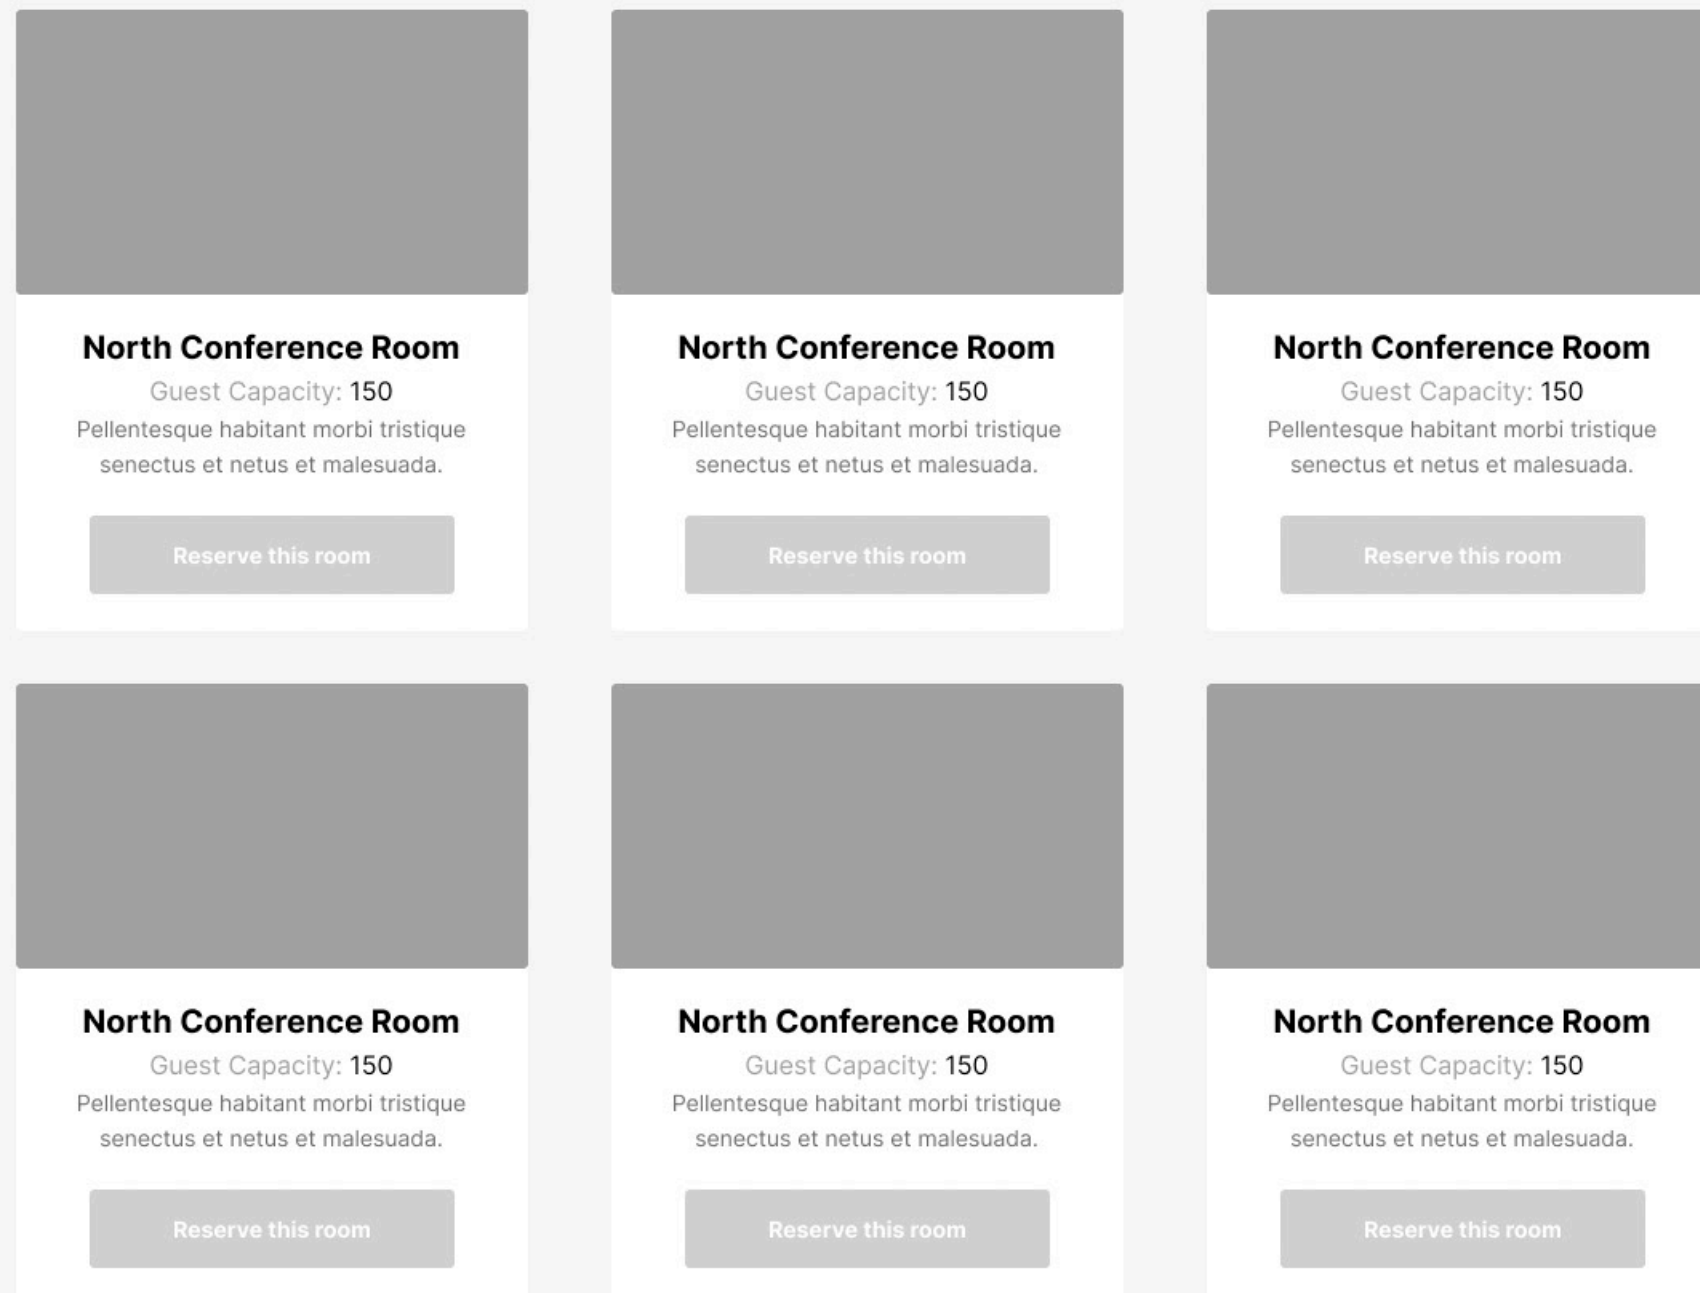 North Conference Room
Guest Capacity: 150
Pellentesque habitant morbi tristique
senectus et netus et malesuada.
Reserve this room
North Conference Room
Guest Capacity: 150
Pellentesque habitant morbi tristique
senectus et netus et malesuada.
Reserve this room
North Conference Room
Guest Capacity: 150
Pellentesque habitant morbi tristique
senectus et netus et malesuada.
Reserve this room
North Conference Room
Guest Capacity: 150
Pellentesque habitant morbi tristique
senectus et netus et malesuada.
Reserve this room
North Conference Room
Guest Capacity: 150
Pellentesque habitant morbi tristique
senectus et netus et malesuada.
Reserve this room
North Conference Room
Guest Capacity: 150
Pellentesque habitant morbi tristique
senectus et netus et malesuada.
Reserve this room